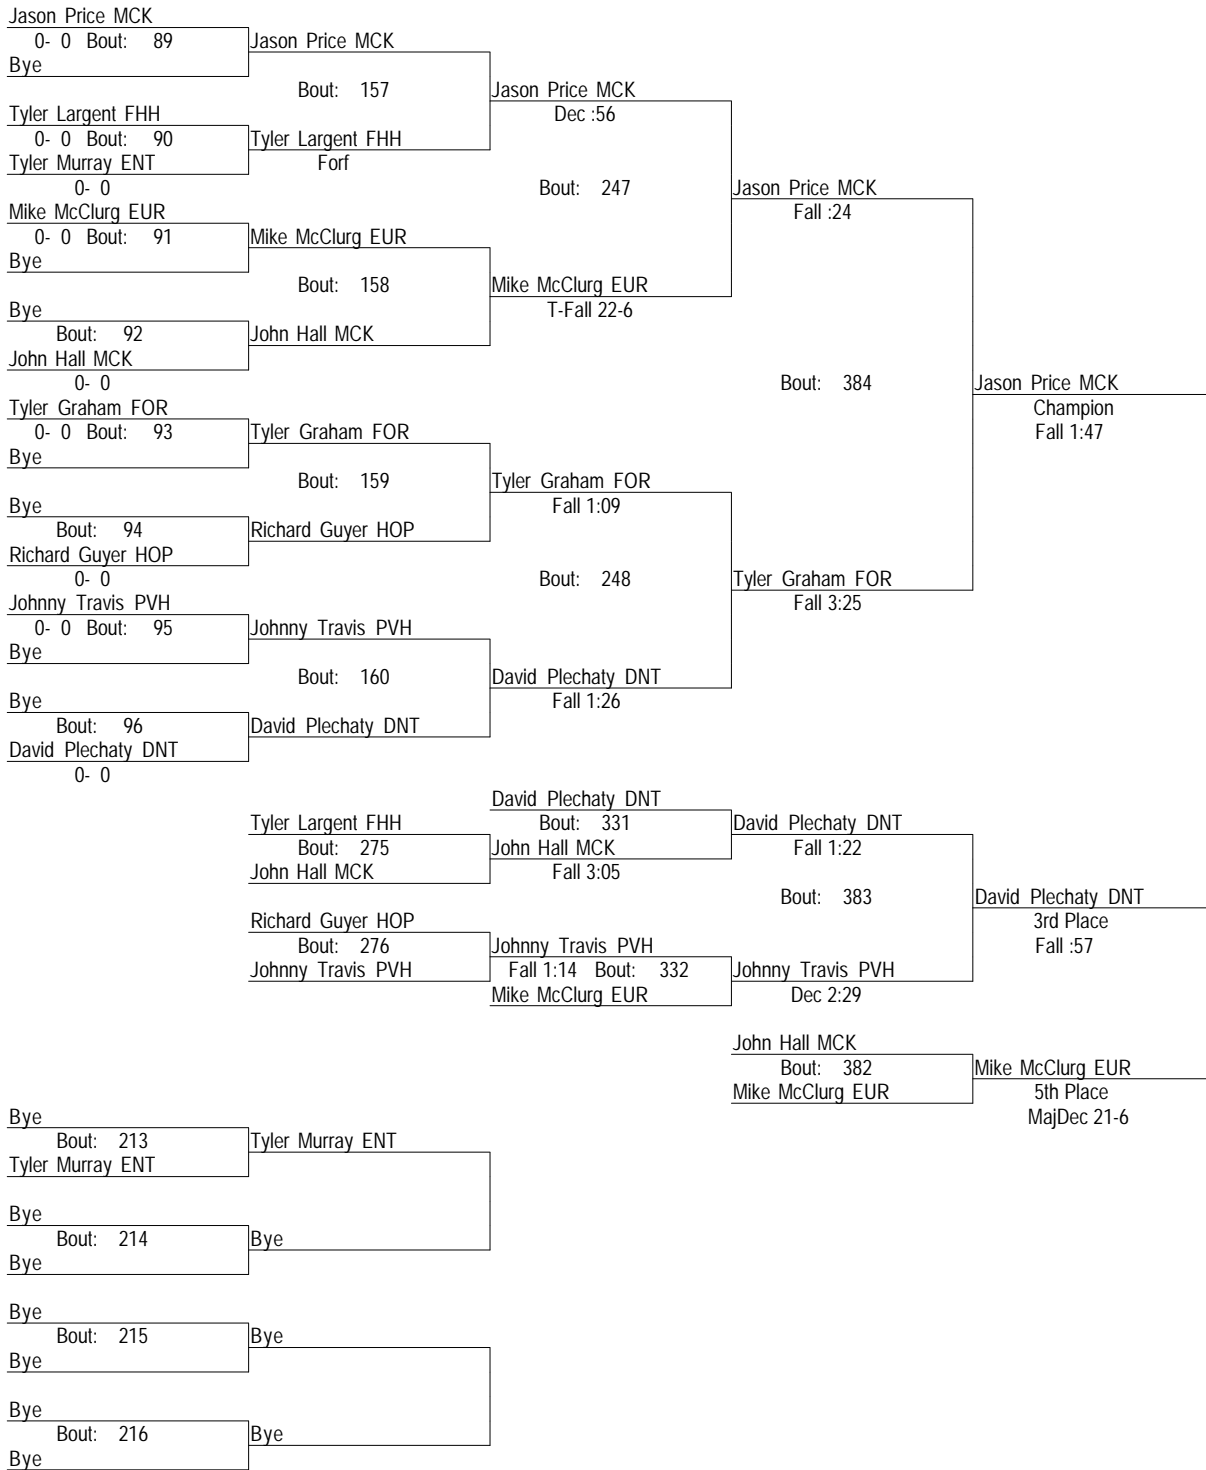 Jason Price MCK
0- 0 Bout: 89
Jason Price MCK
Bye
Bout: 157
Jason Price MCK
Dec :56
Tyler Largent FHH
0- 0 Bout: 90
Tyler Largent FHH
Forf
Tyler Murray ENT
0- 0
Bout: 247
Jason Price MCK
Fall :24
Mike McClurg EUR
0- 0 Bout: 91
Mike McClurg EUR
Bye
Bout: 158
Mike McClurg EUR
T-Fall 22-6
Bye
Bout: 92
John Hall MCK
John Hall MCK
0- 0
Bout: 384
Jason Price MCK
Champion
Fall 1:47
Tyler Graham FOR
0- 0 Bout: 93
Tyler Graham FOR
Bye
Bout: 159
Tyler Graham FOR
Fall 1:09
Bye
Bout: 94
Richard Guyer HOP
Richard Guyer HOP
0- 0
Bout: 248
Tyler Graham FOR
Fall 3:25
Johnny Travis PVH
0- 0 Bout: 95
Johnny Travis PVH
Bye
Bout: 160
David Plechaty DNT
Fall 1:26
Bye
Bout: 96
David Plechaty DNT
David Plechaty DNT
0- 0
David Plechaty DNT
Tyler Largent FHH
Bout: 331
David Plechaty DNT
Bout: 275
John Hall MCK
Fall 1:22
John Hall MCK
Fall 3:05
Bout: 383
David Plechaty DNT
3rd Place
Fall :57
Richard Guyer HOP
Bout: 276
Johnny Travis PVH
Johnny Travis PVH
Fall 1:14 Bout: 332
Johnny Travis PVH
Mike McClurg EUR
Dec 2:29
John Hall MCK
Bout: 382
Mike McClurg EUR
Mike McClurg EUR
5th Place
MajDec 21-6
Bye
Bout: 213
Tyler Murray ENT
Tyler Murray ENT
Bye
Bout: 214
Bye
Bye
Bye
Bout: 215
Bye
Bye
Bye
Bout: 216
Bye
Bye